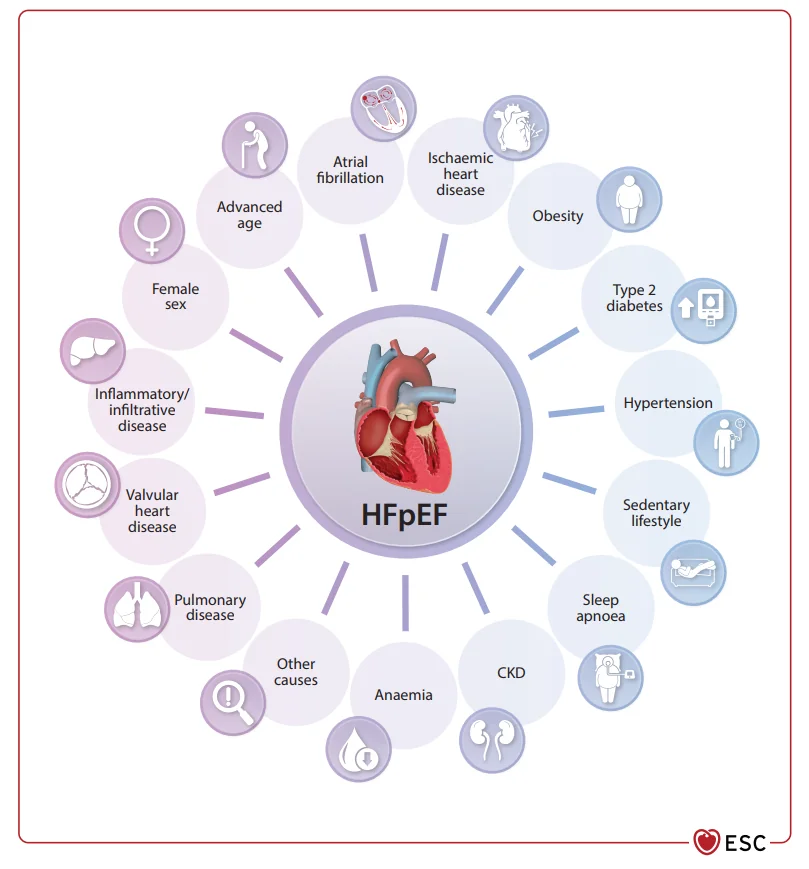 Atrial
fibrillation
Ischaemic
heart
disease
Obesity
Type 2
diabetes
Hypertension
Sedentary
lifestyle
Sleep
apnoea
CKD
Anaemia
Other
causes
Pulmonary
disease
Valvular
heart
disease
Inflammatory/
infiltrative
disease
Female
sex
Advanced
age
HFpEF
ESC